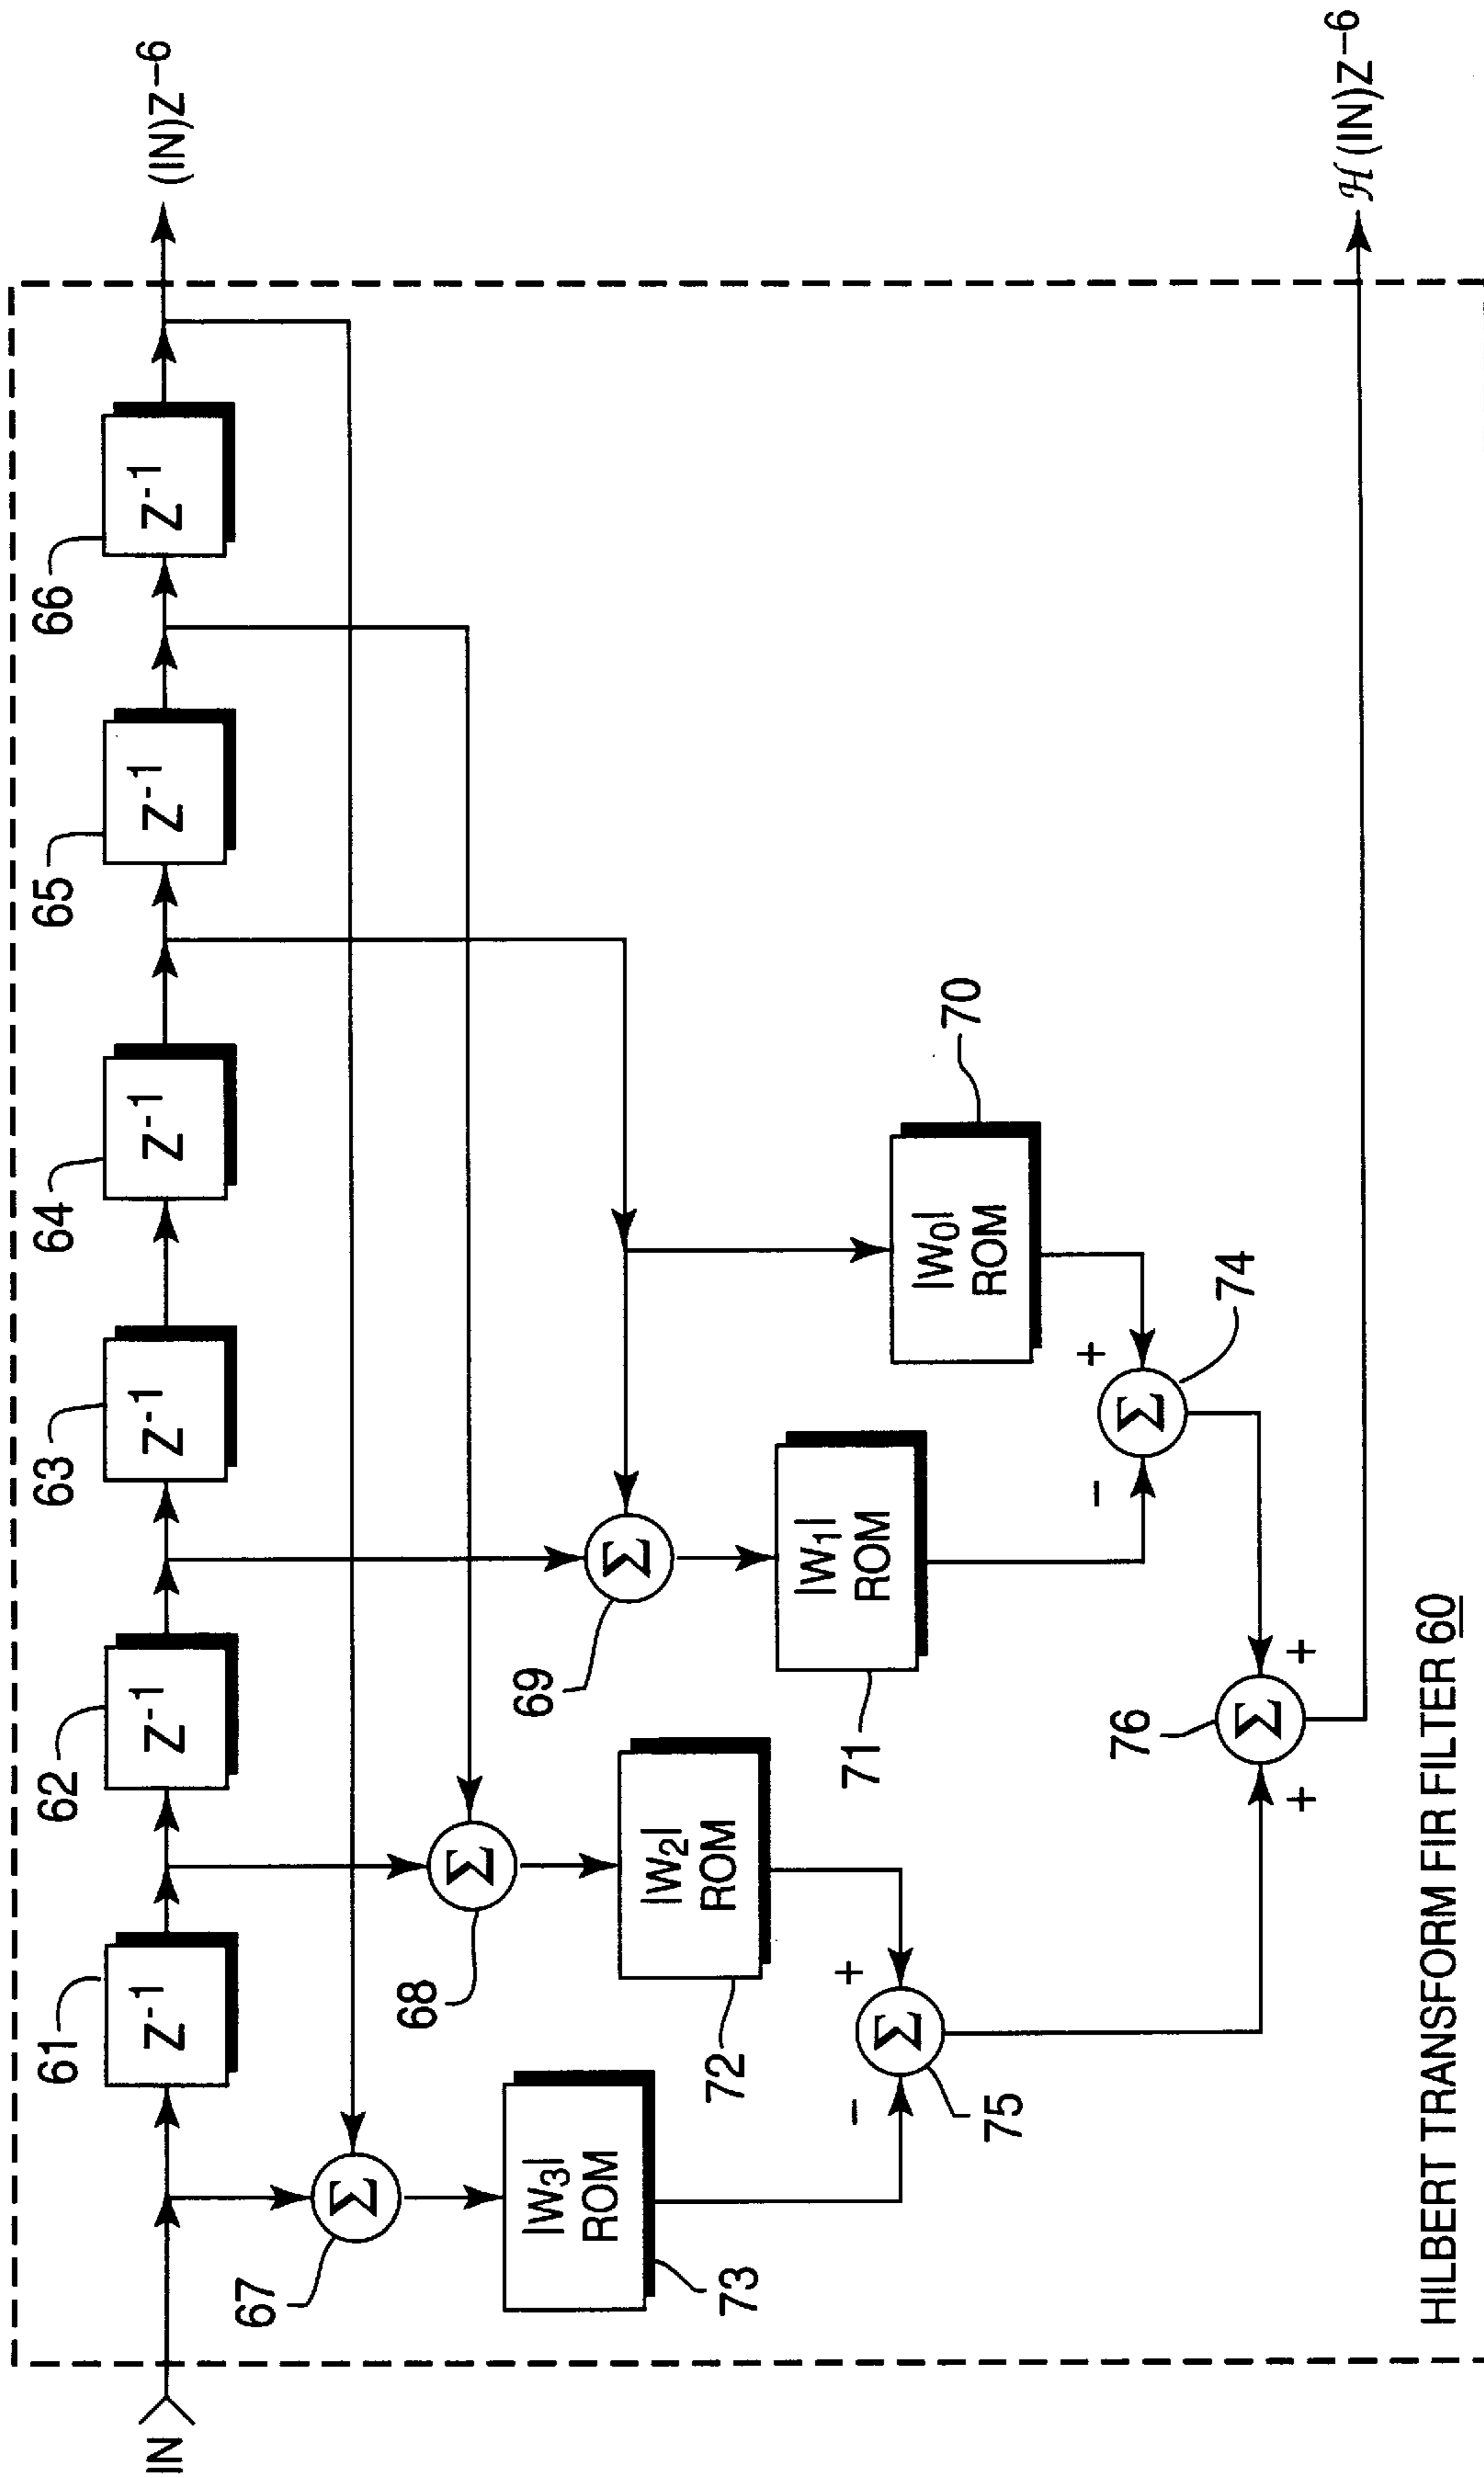 IN
61
Z-1
62
Z-1
63
Z-1
64
Z-1
65
Z-1
66
Z-1
(IN)Z-6
67
Σ
68
Σ
69
Σ
73
|W3|
ROM
72
|W2|
ROM
71
|W1|
ROM
70
|W0|
ROM
-
+
75
Σ
-
+
74
Σ
76
+
+
Σ
ℋ(IN)Z-6
HILBERT TRANSFORM FIR FILTER 60